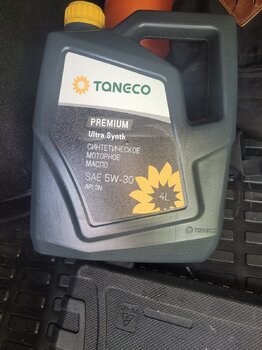 TANECO
PREMIUM
Ultra Synth
СИНТЕТИЧЕСКОЕ
МОТОРНОЕ
МАСЛО
SAE 5W-30
API SN
4L
TANECO